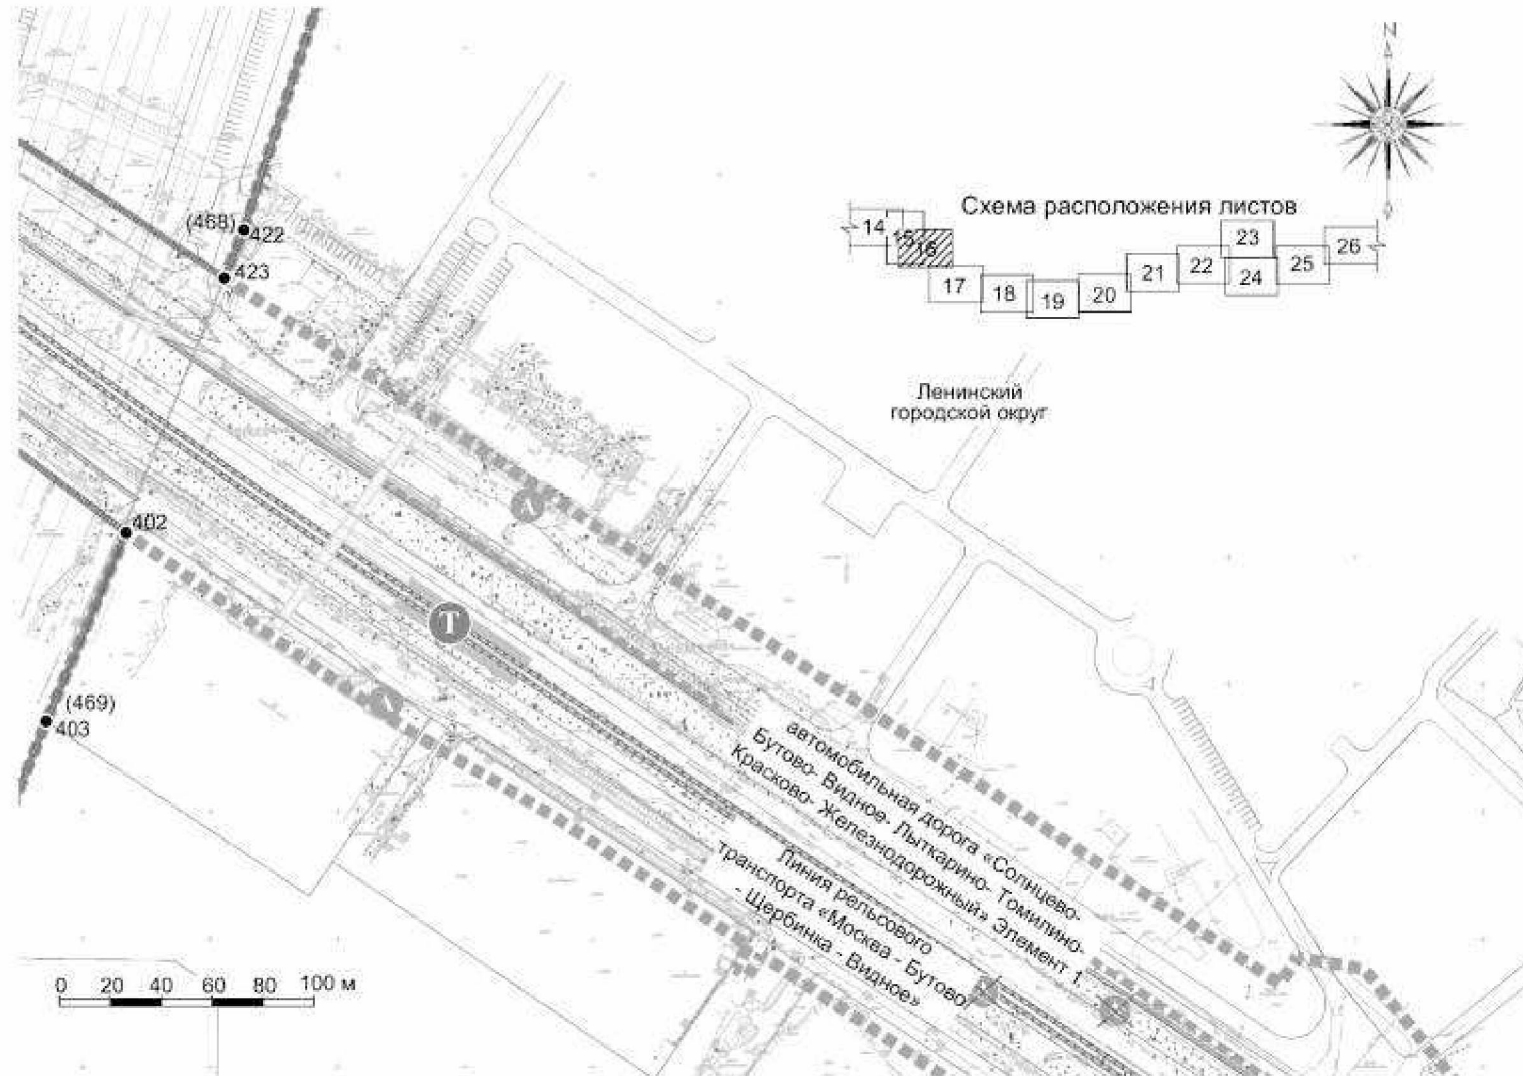 N
Схема расположения листов
14
15
16
17
18
19
20
21
22
23
24
25
26
(468)
422
423
Ленинский
городской округ
402
Т
(469)
403
автомобильная дорога «Солнцево-
Бутово- Видное- Лыткарино- Томилино-
Красково- Железнодорожный» Элемент 1
Линия рельсового
транспорта «Москва - Бутово
- Щербинка - Видное»
0 20 40 60 80 100 м